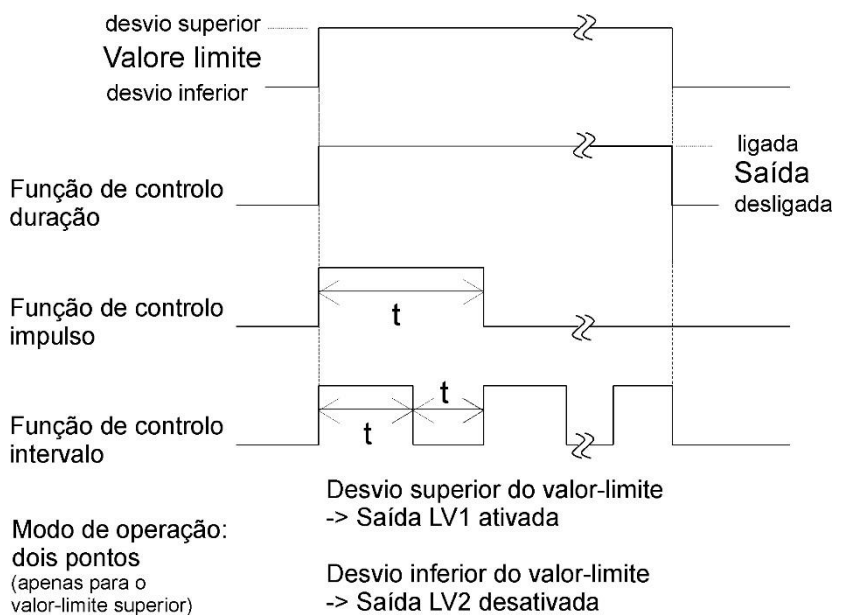 desvio superior
Valore limite
desvio inferior
ligada
Saída
desligada
Função de controlo
duração
Função de controlo
impulso
t
Função de controlo
intervalo
t
t
Modo de operação:
dois pontos
(apenas para o
valor-limite superior)
Desvio superior do valor-limite
-> Saída LV1 ativada
Desvio inferior do valor-limite
-> Saída LV2 desativada